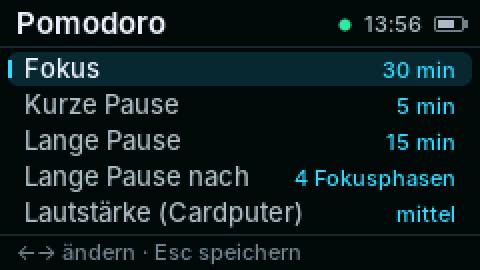 Pomodoro 13:56
Fokus 30 min
Kurze Pause 5 min
Lange Pause 15 min
Lange Pause nach 4 Fokusphasen
Lautstärke (Cardputer) mittel
←→ ändern · Esc speichern